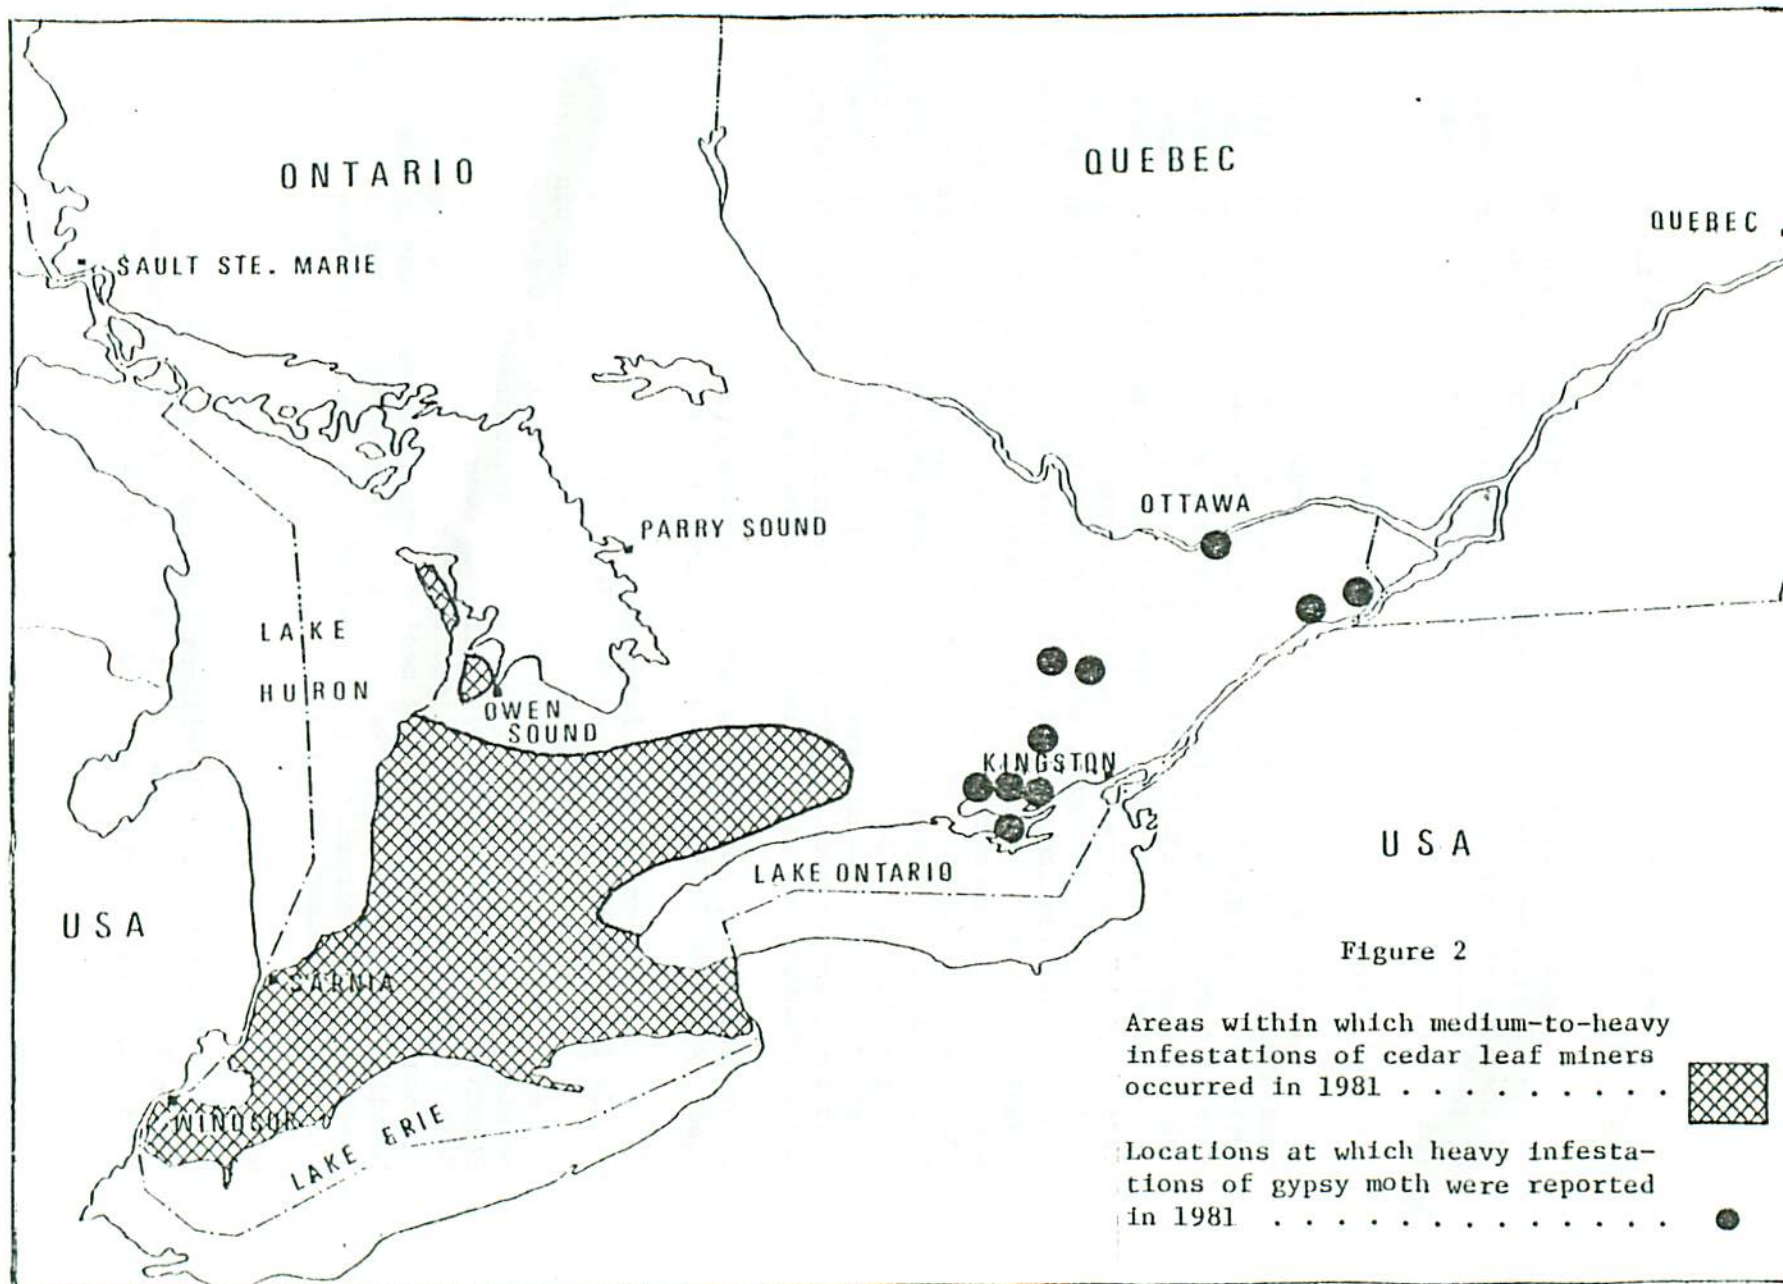 ONTARIO
QUEBEC
QUEBEC
SAULT STE. MARIE
OTTAWA
PARRY SOUND
LAKE
HURON
OWEN
SOUND
KINGSTON
LAKE ONTARIO
USA
USA
SARNIA
WINDSOR
LAKE ERIE
Figure 2
Areas within which medium-to-heavy
infestations of cedar leaf miners
occurred in 1981 . . . . . . . . .
Locations at which heavy infesta-
tions of gypsy moth were reported
in 1981 . . . . . . . . . . . . .